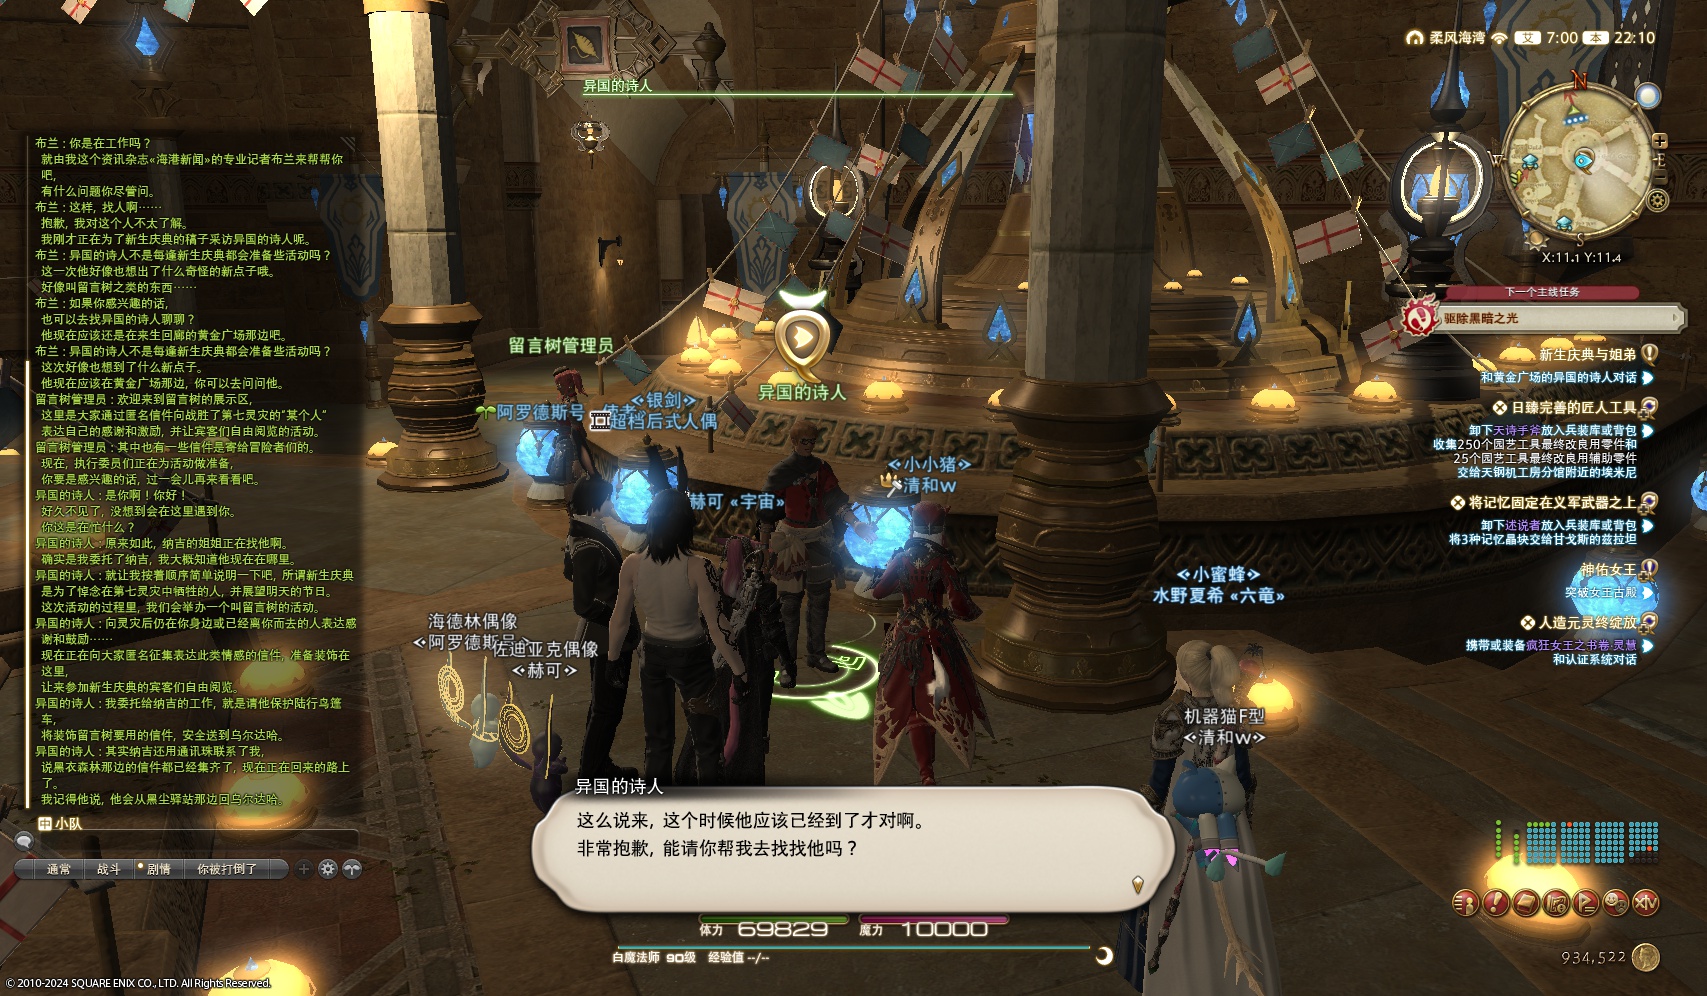 布兰：你是在工作吗？
就由我这个资讯杂志«海港新闻»的专业记者布兰来帮帮你
吧，
有什么问题你尽管问。
布兰：这样，找人啊……
抱歉，我对这个人不太了解。
我刚才正在为了新生庆典的稿子采访异国的诗人呢。
布兰：异国的诗人不是每逢新生庆典都会准备些活动吗？
这一次他好像也想出了什么奇怪的新点子哦。
好像叫留言树之类的东西……
布兰：如果你感兴趣的话，
也可以去找异国的诗人聊聊？
他现在应该还是在来生回廊的黄金广场那边吧。
布兰：异国的诗人不是每逢新生庆典都会准备些活动吗？
这次好像也想到了什么新点子。
他现在应该在黄金广场那边，你可以去问问他。
留言树管理员：欢迎来到留言树的展示区，
这里是大家通过匿名信件向战胜了第七灵灾的“某个人”
表达自己的感谢和激励，并让宾客们自由阅览的活动。
留言树管理员：其中也有一些信件是寄给冒险者们的。
现在，执行委员们正在为活动做准备，
你要是感兴趣的话，过一会儿再来看看吧。
异国的诗人：是你啊！你好！
好久不见了，没想到会在这里遇到你。
你这是在忙什么？
异国的诗人：原来如此，纳吉的姐姐正在找他啊。
确实是我委托了纳吉，我大概知道他现在在哪里。
异国的诗人：就让我按着顺序简单说明一下吧，所谓新生庆典
是为了悼念在第七灵灾中牺牲的人，并展望明天的节日。
这次活动的过程里，我们会举办一个叫留言树的活动。
异国的诗人：向灵灾后仍在你身边或已经离你而去的人表达感
谢和鼓励……
现在正在向大家匿名征集表达此类情感的信件，准备装饰在
这里，
让来参加新生庆典的宾客们自由阅览。
异国的诗人：我委托给纳吉的工作，就是请他保护陆行鸟篷
车，
将装饰留言树要用的信件，安全送到乌尔达哈。
异国的诗人：其实纳吉还用通讯珠联系了我，
说黑衣森林那边的信件都已经集齐了，现在正在回来的路上
了。
我记得他说，他会从黑尘驿站那边回乌尔达哈。
小队
通常 战斗 剧情 你被打倒了
© 2010-2024 SQUARE ENIX CO., LTD. All Rights Reserved.
异国的诗人
留言树管理员
异国的诗人
阿罗德斯号
«银剑»
超档后式人偶
赫可 «宇宙»
«小小猪»
清和w
«小蜜蜂»
水野夏希 «六竜»
海德林偶像
佐迪亚克偶像
«赫可»
机器猫F型
«清和w»
异国的诗人
这么说来，这个时候他应该已经到了才对啊。
非常抱歉，能请你帮我去找找他吗？
体力 69829 魔力 10000
白魔法师 90级 经验值 --/--
柔风海湾 艾 7:00 本 22:10
N
W
E
S
X:11.1 Y:11.4
下一个主线任务
驱除黑暗之光
新生庆典与姐弟
和黄金广场的异国的诗人对话
日臻完善的匠人工具
卸下天诗手斧放入兵装库或背包
收集250个园艺工具最终改良用零件和
25个园艺工具最终改良用辅助零件
交给天钢机工房分馆附近的埃米尼
将记忆固定在义军武器之上
卸下述说者放入兵装库或背包
将3种记忆晶块交给甘戈斯的兹拉坦
神佑女王
突破女王古殿
人造元灵终绽放
携带或装备疯狂女王之书卷·灵慧
和认证系统对话
XIV
934,522